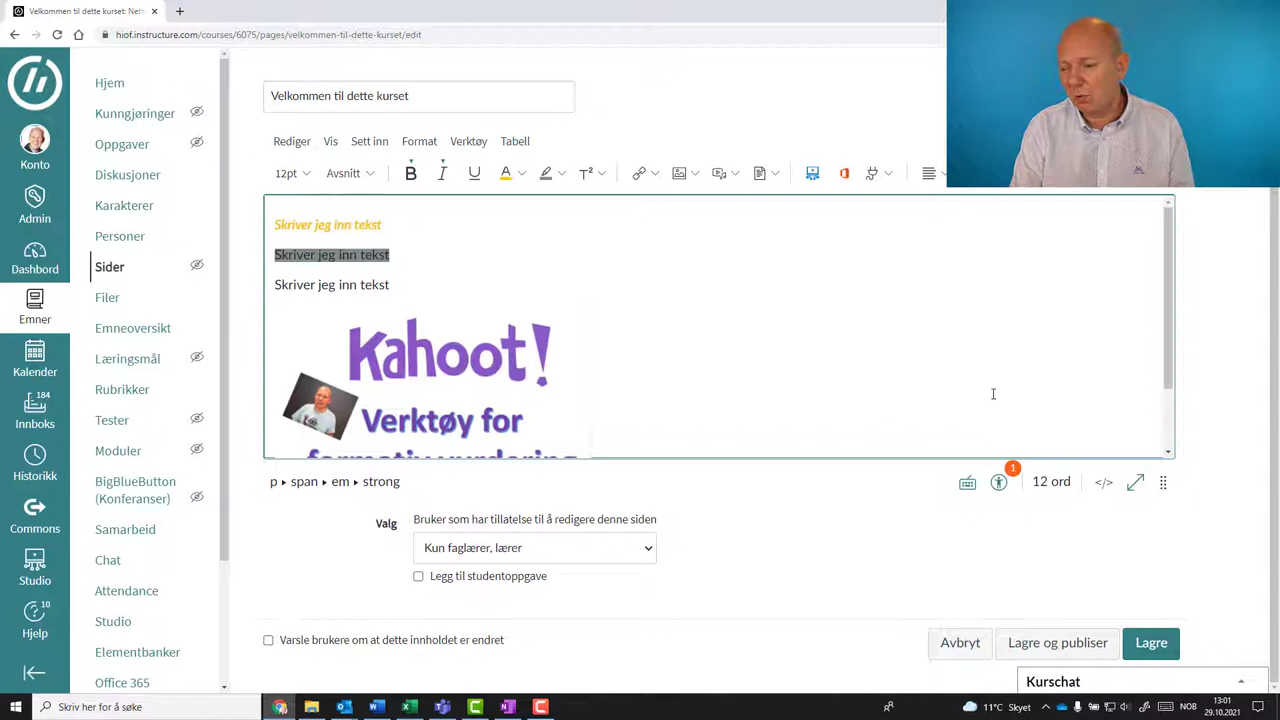 Velkommen til dette kurset: Nett
hiof.instructure.com/courses/6075/pages/velkommen-til-dette-kurset/edit
Konto
Admin
Dashbord
Emner
Kalender
184
Innboks
Historikk
Commons
Studio
10
Hjelp
Hjem
Kunngjøringer
Oppgaver
Diskusjoner
Karakterer
Personer
Sider
Filer
Emneoversikt
Læringsmål
Rubrikker
Tester
Moduler
BigBlueButton
(Konferanser)
Samarbeid
Chat
Attendance
Studio
Elementbanker
Office 365
Velkommen til dette kurset
Rediger Vis Sett inn Format Verktøy Tabell
12pt Avsnitt B I U A T²
Skriver jeg inn tekst
Skriver jeg inn tekst
Skriver jeg inn tekst
Kahoot!
Verktøy for
formativ vurdering
p span em strong
1
12 ord </>
Valg Bruker som har tillatelse til å redigere denne siden
Kun faglærer, lærer
Legg til studentoppgave
Varsle brukere om at dette innholdet er endret
Avbryt Lagre og publiser Lagre
Kurschat
Skriv her for å søke
11°C Skyet
NOB
13:01
29.10.2021